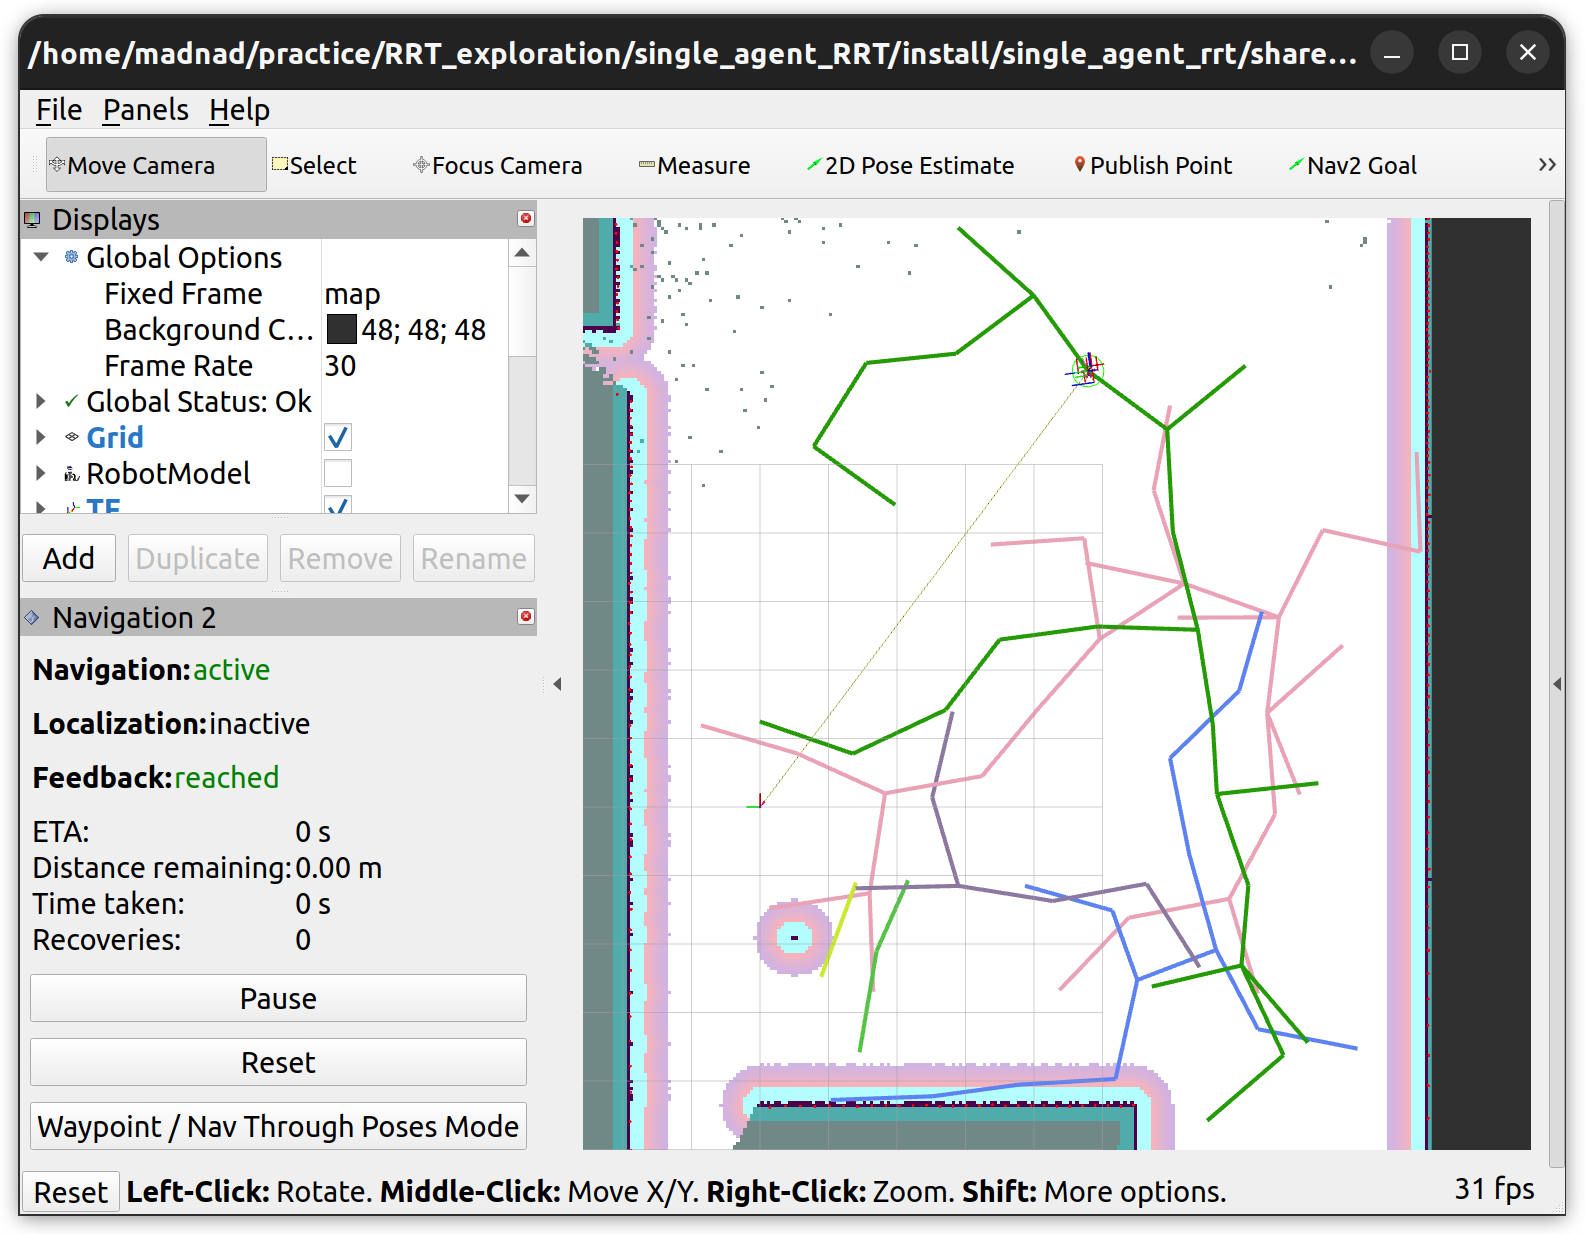 /home/madnad/practice/RRT_exploration/single_agent_RRT/install/single_agent_rrt/share...
File Panels Help
Move Camera Select Focus Camera Measure 2D Pose Estimate Publish Point Nav2 Goal »
Displays
Global Options
Fixed Frame map
Background C... 48; 48; 48
Frame Rate 30
Global Status: Ok
Grid
RobotModel
TF
Add Duplicate Remove Rename
Navigation 2
Navigation: active
Localization: inactive
Feedback: reached
ETA: 0 s
Distance remaining: 0.00 m
Time taken: 0 s
Recoveries: 0
Pause
Reset
Waypoint / Nav Through Poses Mode
Reset Left-Click: Rotate. Middle-Click: Move X/Y. Right-Click: Zoom. Shift: More options. 31 fps